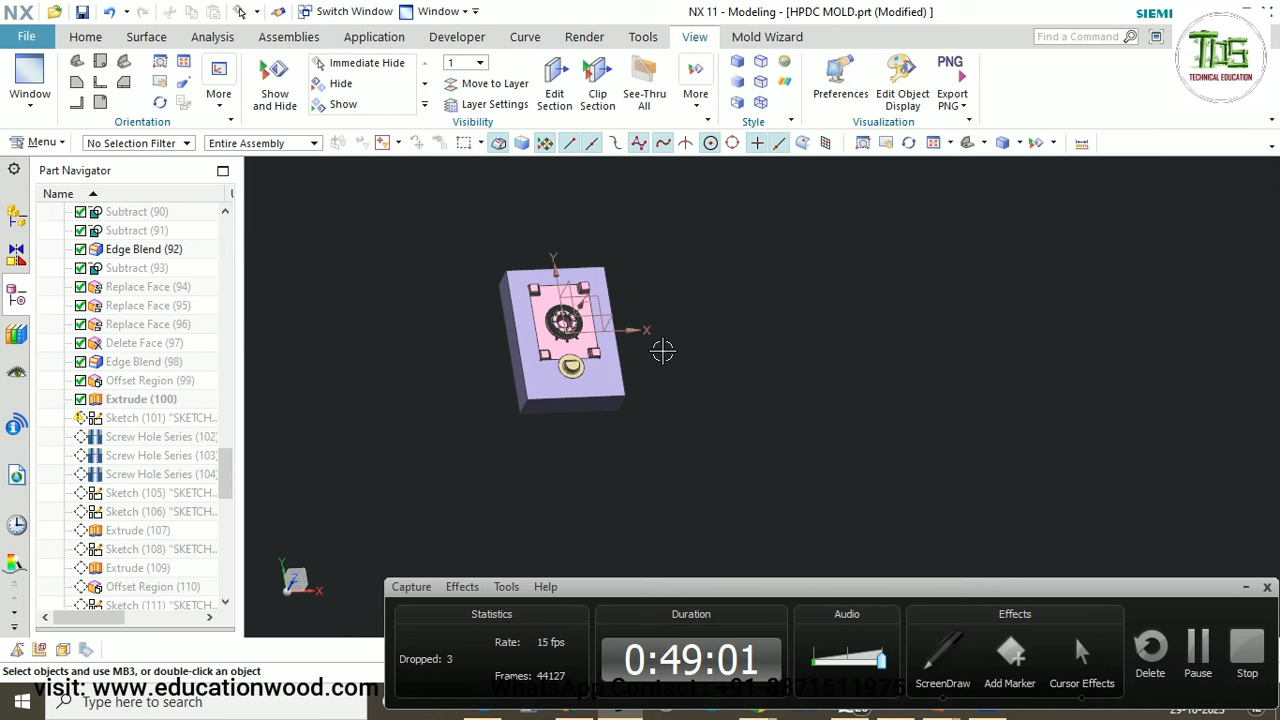 NX
Switch Window
Window
NX 11 - Modeling - [HPDC MOLD.prt (Modified) ]
SIEMI
File
Home
Surface
Analysis
Assemblies
Application
Developer
Curve
Render
Tools
View
Mold Wizard
Find a Command
TDS
TECHNICAL EDUCATION
Window
More
Orientation
Show
and Hide
Immediate Hide
Hide
Show
1
Move to Layer
Layer Settings
Visibility
Edit
Section
Clip
Section
See-Thru
All
More
Style
Preferences
Edit Object
Display
PNG
Export
PNG
Visualization
Menu
No Selection Filter
Entire Assembly
Part Navigator
Name
Subtract (90)
Subtract (91)
Edge Blend (92)
Subtract (93)
Replace Face (94)
Replace Face (95)
Replace Face (96)
Delete Face (97)
Edge Blend (98)
Offset Region (99)
Extrude (100)
Sketch (101) "SKETCH...
Screw Hole Series (102)
Screw Hole Series (103)
Screw Hole Series (104)
Sketch (105) "SKETCH...
Sketch (106) "SKETCH...
Extrude (107)
Sketch (108) "SKETCH...
Extrude (109)
Offset Region (110)
Sketch (111) "SKETCH...
Y
X
Y
Z
X
Capture
Effects
Tools
Help
Statistics
Rate: 15 fps
Dropped: 3
Frames: 44127
Duration
0:49:01
Audio
Effects
ScreenDraw
Add Marker
Cursor Effects
Delete
Pause
Stop
Select objects and use MB3, or double-click an object
visit: www.educationwood.com
WhatsApp Contact : +91-8871511975
Type here to search
29-10-2023